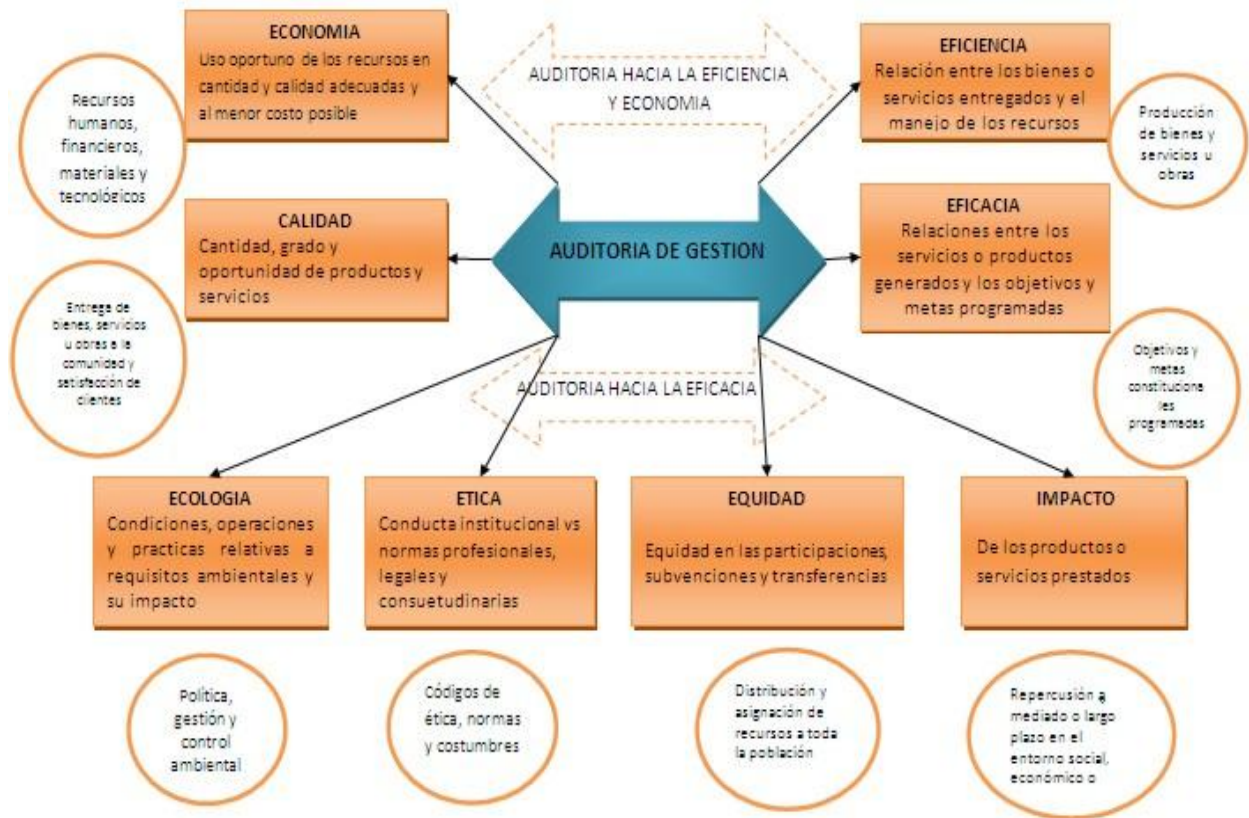 ECONOMIA
Uso oportuno de los recursos en
cantidad y calidad adecuadas y
al menor costo posible
AUDITORIA HACIA LA EFICIENCIA
Y ECONOMIA
EFICIENCIA
Relación entre los bienes o
servicios entregados y el
manejo de los recursos
Recursos
humanos,
financieros,
materiales y
tecnológicos
Producción
de bienes y
servicios u
obras
CALIDAD
Cantidad, grado y
oportunidad de productos y
servicios
AUDITORIA DE GESTION
EFICACIA
Relaciones entre los
servicios o productos
generados y los objetivos y
metas programadas
Entrega de
bienes, servicios
u obras a la
comunidad y
satisfacción de
clientes
AUDITORIA HACIA LA EFICACIA
Objetivos y
metas
constituciona
les
programadas
ECOLOGIA
Condiciones, operaciones
y practicas relativas a
requisitos ambientales y
su impacto
ETICA
Conducta institucional vs
normas profesionales,
legales y
consuetudinarias
EQUIDAD
Equidad en las participaciones,
subvenciones y transferencias
IMPACTO
De los productos o
servicios prestados
Política,
gestión y
control
ambiental
Códigos de
ética, normas
y costumbres
Distribución y
asignación de
recursos a toda
la población
Repercusión a
mediado o largo
plazo en el
entorno social,
económico o